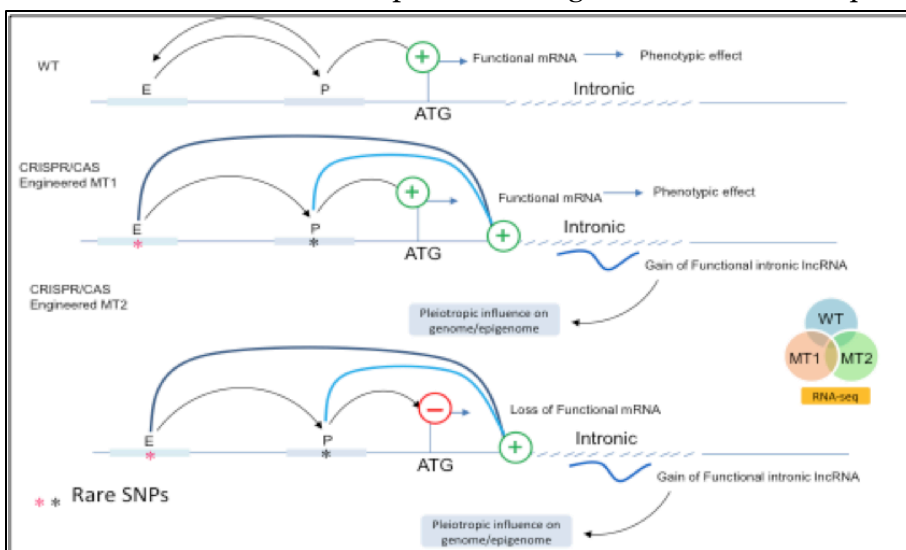 WT
E
P
+
Functional mRNA
Phenotypic effect
ATG
Intronic
CRISPR/CAS
Engineered MT1
E
*
P
*
+
Functional mRNA
Phenotypic effect
ATG
+
Intronic
Gain of Functional intronic lncRNA
CRISPR/CAS
Engineered MT2
Pleiotropic influence on
genome/epigenome
WT
MT1
MT2
RNA-seq
E
*
P
*
−
Loss of Functional mRNA
ATG
+
Intronic
Gain of Functional intronic lncRNA
* * Rare SNPs
Pleiotropic influence on
genome/epigenome